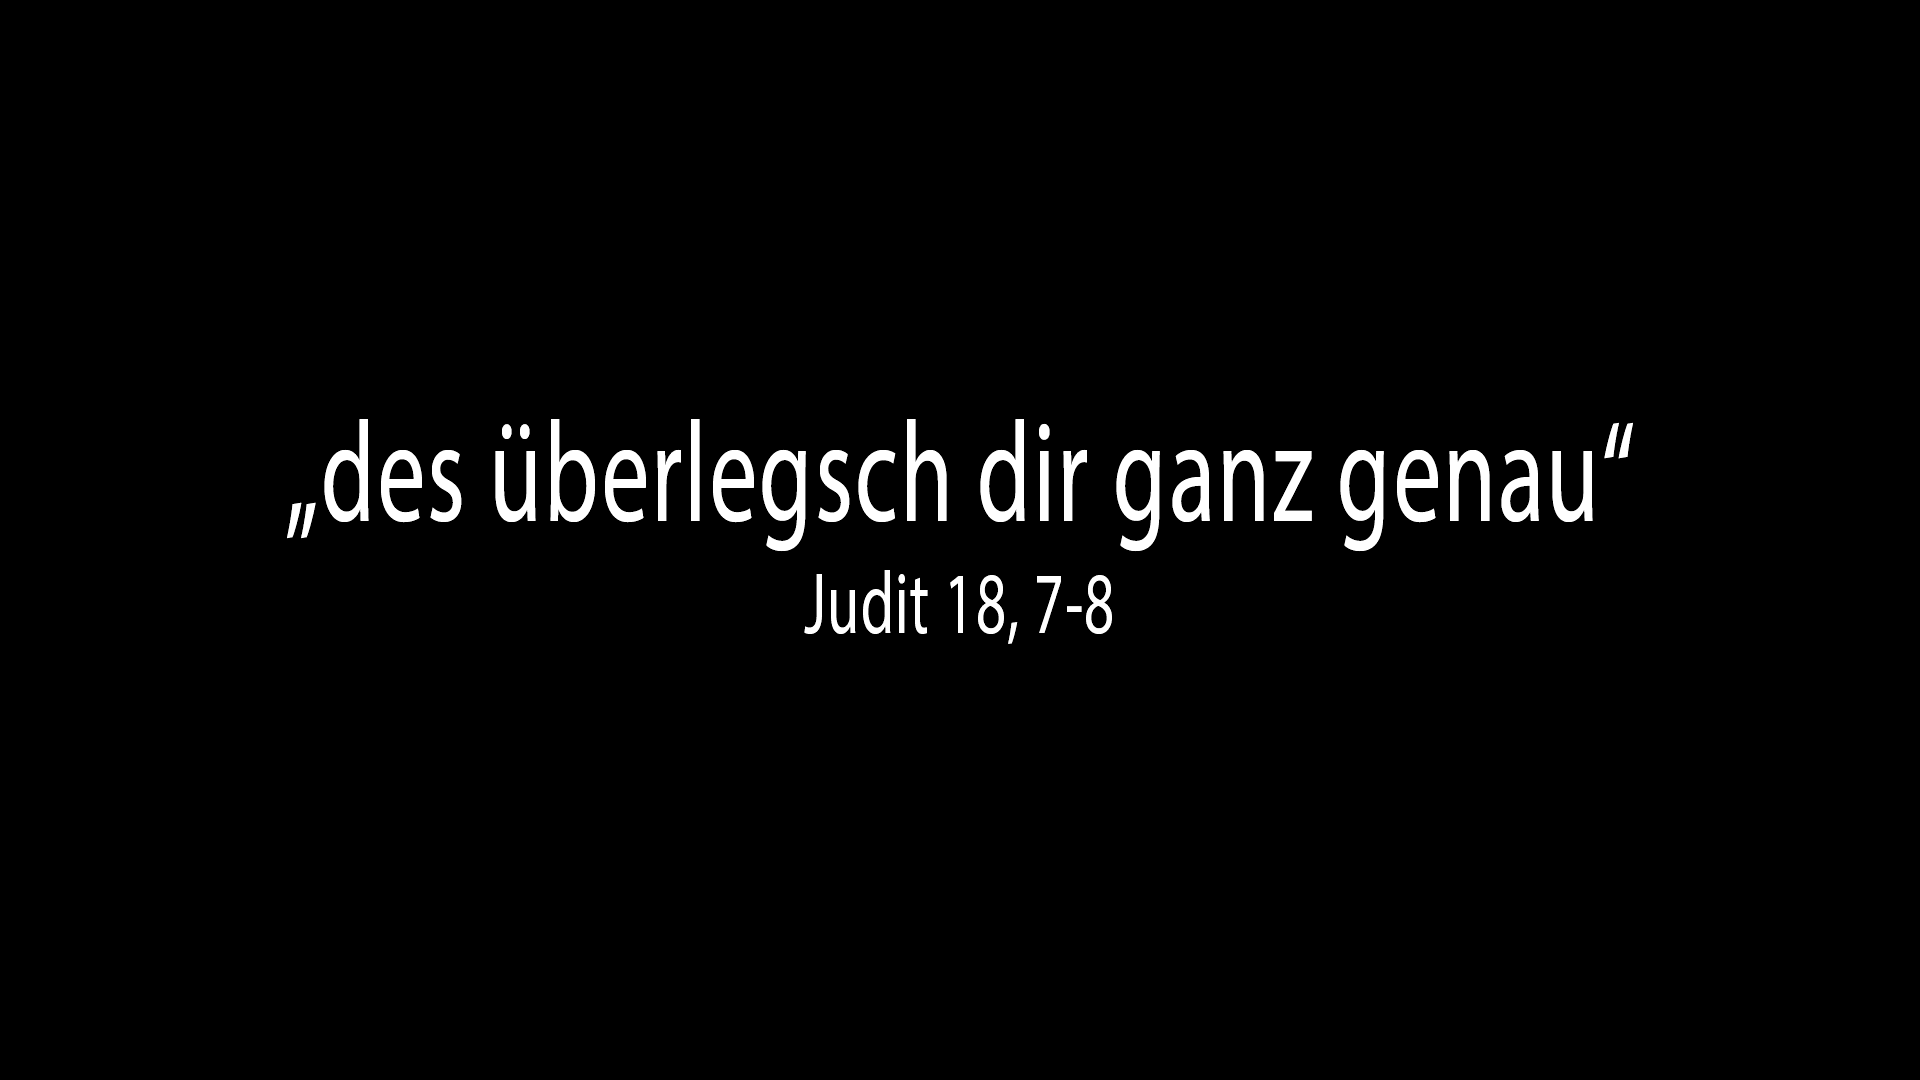 „des überlegsch dir ganz genau“
Judit 18, 7-8